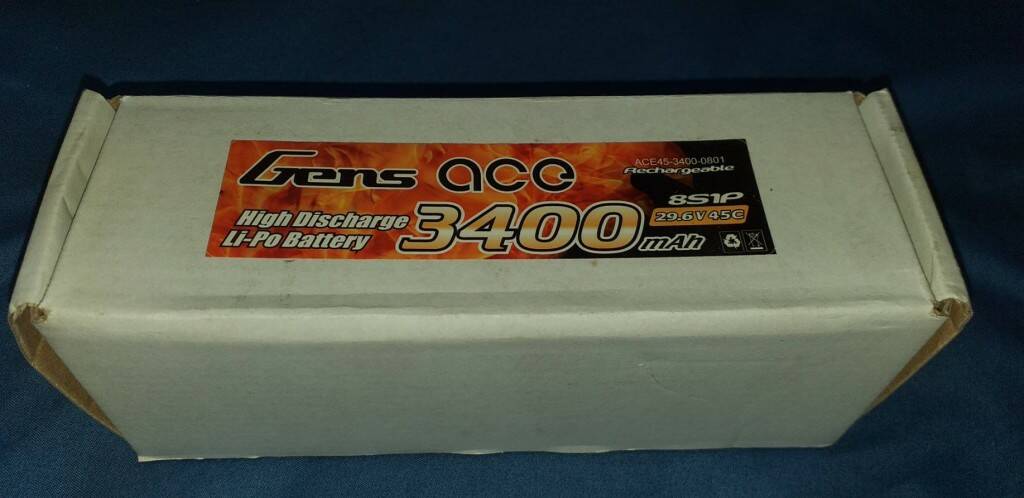 Gens ace
ACE45-3400-0801
Rechargeable
High Discharge
Li-Po Battery
3400 mAh
8S1P
29.6V 45C